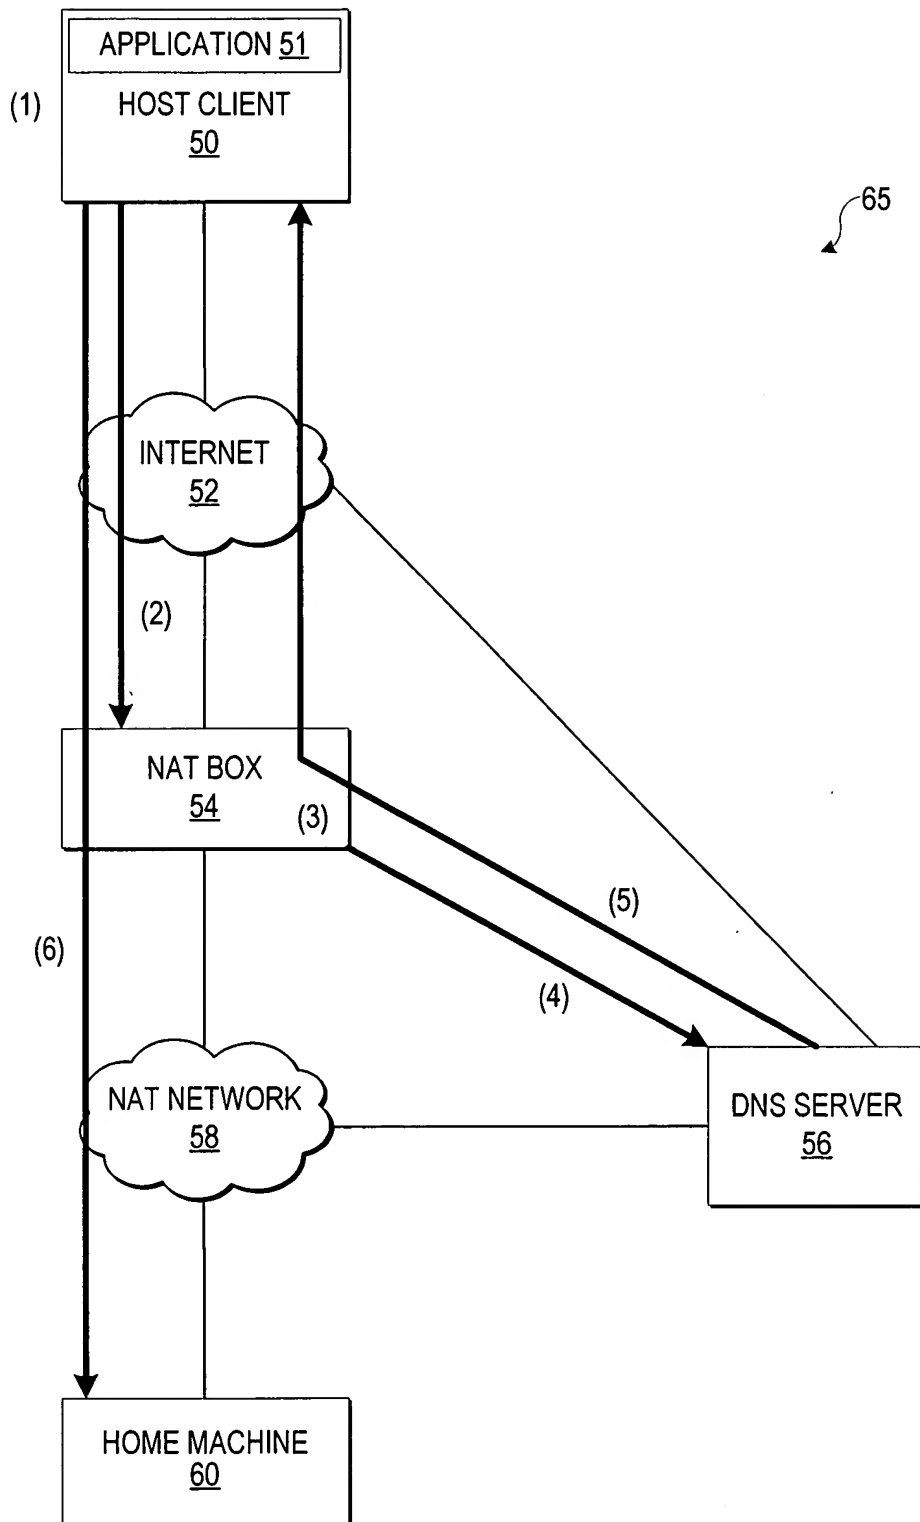 APPLICATION 51
(1)
HOST CLIENT
50
65
INTERNET
52
(2)
NAT BOX
54
(3)
(5)
(6)
(4)
NAT NETWORK
58
DNS SERVER
56
HOME MACHINE
60